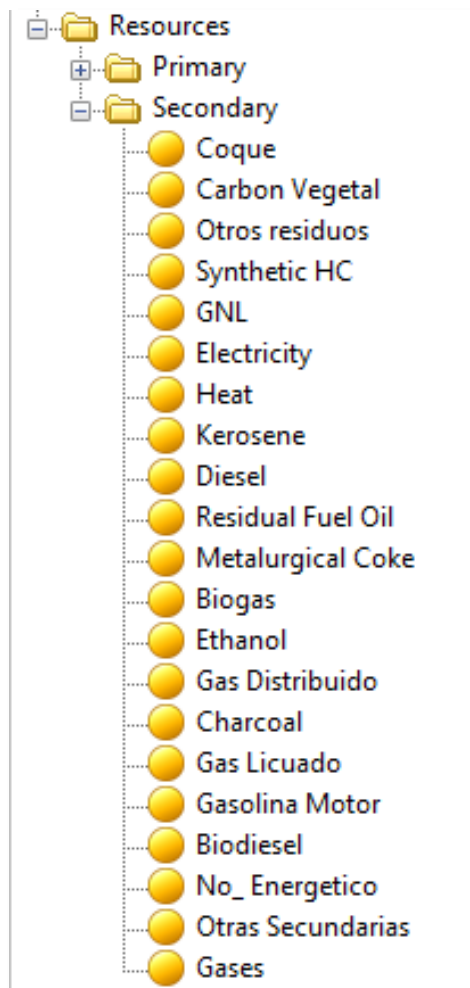 Resources
Primary
Secondary
Coque
Carbon Vegetal
Otros residuos
Synthetic HC
GNL
Electricity
Heat
Kerosene
Diesel
Residual Fuel Oil
Metalurgical Coke
Biogas
Ethanol
Gas Distribuido
Charcoal
Gas Licuado
Gasolina Motor
Biodiesel
No_ Energetico
Otras Secundarias
Gases